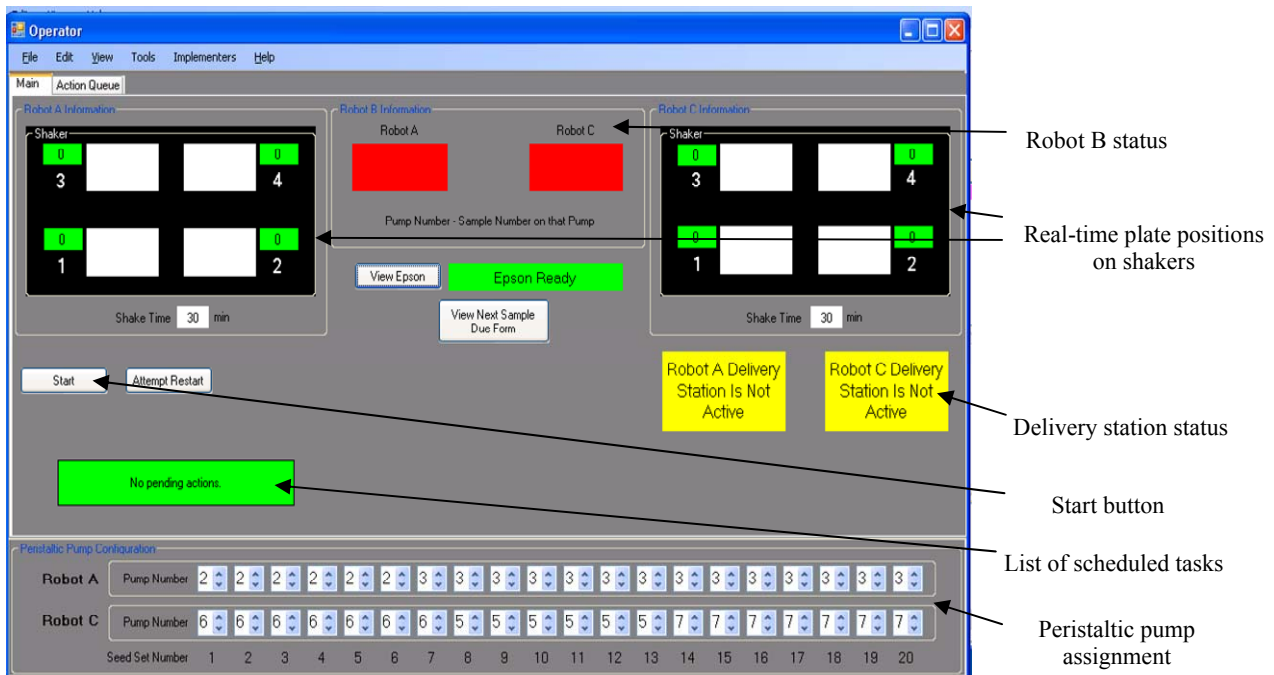 Operator
File Edit View Tools Implementers Help
Main Action Queue
Robot A Information
Shaker
0
3
0
4
0
1
0
2
Shake Time 30 min
Robot B Information
Robot A Robot C
Pump Number - Sample Number on that Pump
View Epson
Epson Ready
View Next Sample
Due Form
Robot C Information
Shaker
0
3
0
4
0
1
0
2
Shake Time 30 min
Start
Attempt Restart
Robot A Delivery
Station Is Not
Active
Robot C Delivery
Station Is Not
Active
No pending actions.
Peristaltic Pump Configuration
Robot A Pump Number 2 2 2 2 2 2 3 3 3 3 3 3 3 3 3 3 3 3 3 3
Robot C Pump Number 6 6 6 6 6 6 6 5 5 5 5 5 5 7 7 7 7 7 7 7
Seed Set Number 1 2 3 4 5 6 7 8 9 10 11 12 13 14 15 16 17 18 19 20
Robot B status
Real-time plate positions
on shakers
Delivery station status
Start button
List of scheduled tasks
Peristaltic pump
assignment